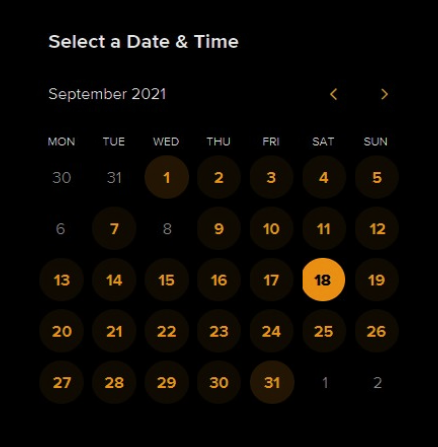 Select a Date & Time
September 2021
MON TUE WED THU FRI SAT SUN
30 31 1 2 3 4 5
6 7 8 9 10 11 12
13 14 15 16 17 18 19
20 21 22 23 24 25 26
27 28 29 30 31 1 2